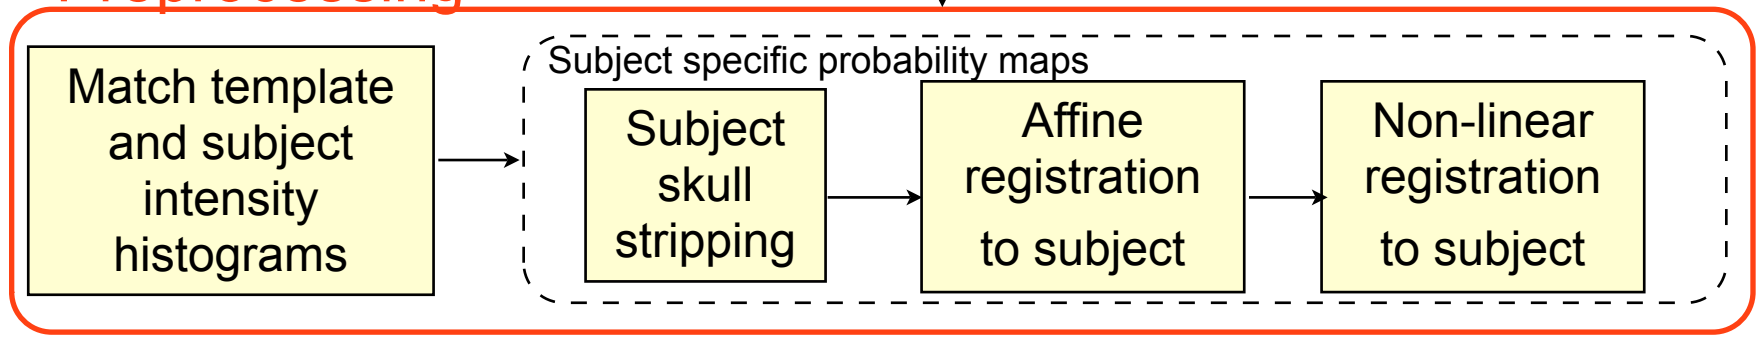 Preprocessing
Subject specific probability maps
Match template
and subject
intensity
histograms
Subject
skull
stripping
Affine
registration
to subject
Non-linear
registration
to subject